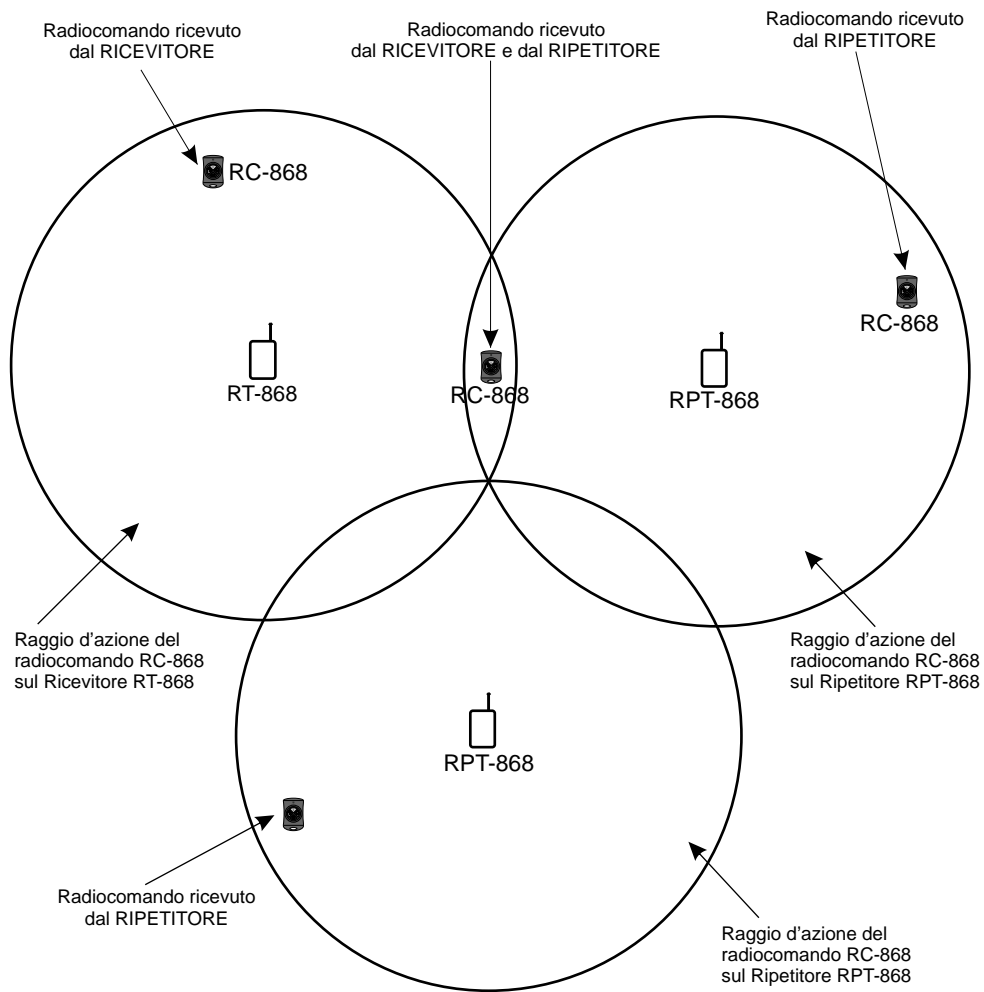 Radiocomando ricevuto
dal RICEVITORE
Radiocomando ricevuto
dal RICEVITORE e dal RIPETITORE
Radiocomando ricevuto
dal RIPETITORE
RC-868
RC-868
RT-868
RC-868
RPT-868
Raggio d'azione del
radiocomando RC-868
sul Ricevitore RT-868
Raggio d'azione del
radiocomando RC-868
sul Ripetitore RPT-868
RPT-868
Radiocomando ricevuto
dal RIPETITORE
Raggio d'azione del
radiocomando RC-868
sul Ripetitore RPT-868